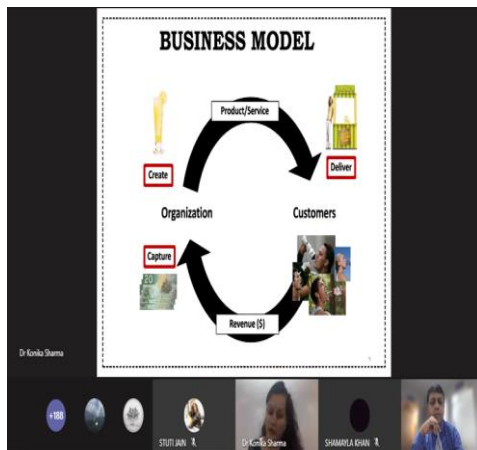 BUSINESS MODEL
Product/Service
Create
Deliver
Organization
Customers
Capture
20
Revenue ($)
Dr Konika Sharma
+188
STUTI JAIN
Dr Konika Sharma
SHAMAYLA KHAN